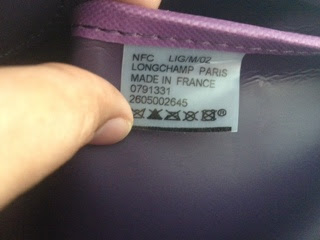 NFC LIG/M/02
LONGCHAMP PARIS
MADE IN FRANCE
0791331
2605002645